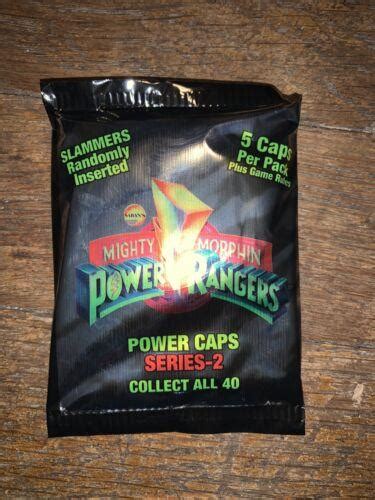 SLAMMERS
Randomly
Inserted
5 Caps
Per Pack
Plus Game Rules
SABAN'S
MIGHTY MORPHIN
POWER RANGERS
POWER CAPS
SERIES-2
COLLECT ALL 40